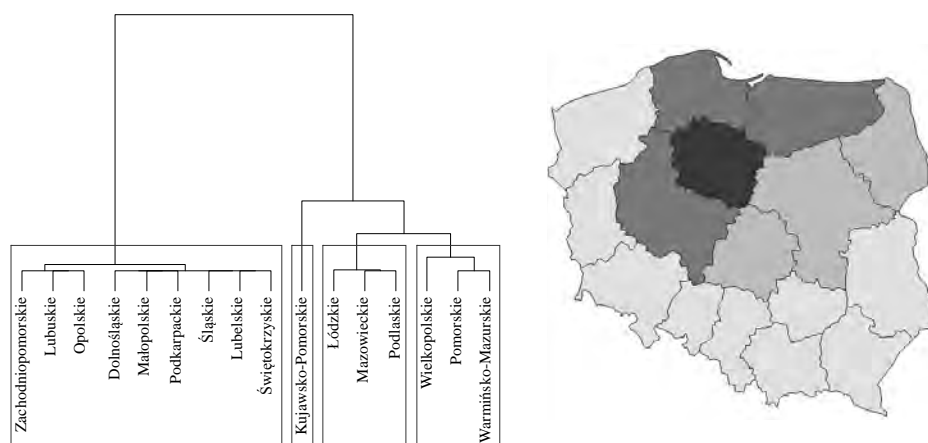 Zachodniopomorskie
Lubuskie
Opolskie
Dolnośląskie
Małopolskie
Podkarpackie
Śląskie
Lubelskie
Świętokrzyskie
Kujawsko-Pomorskie
Łódzkie
Mazowieckie
Podlaskie
Wielkopolskie
Pomorskie
Warmińsko-Mazurskie